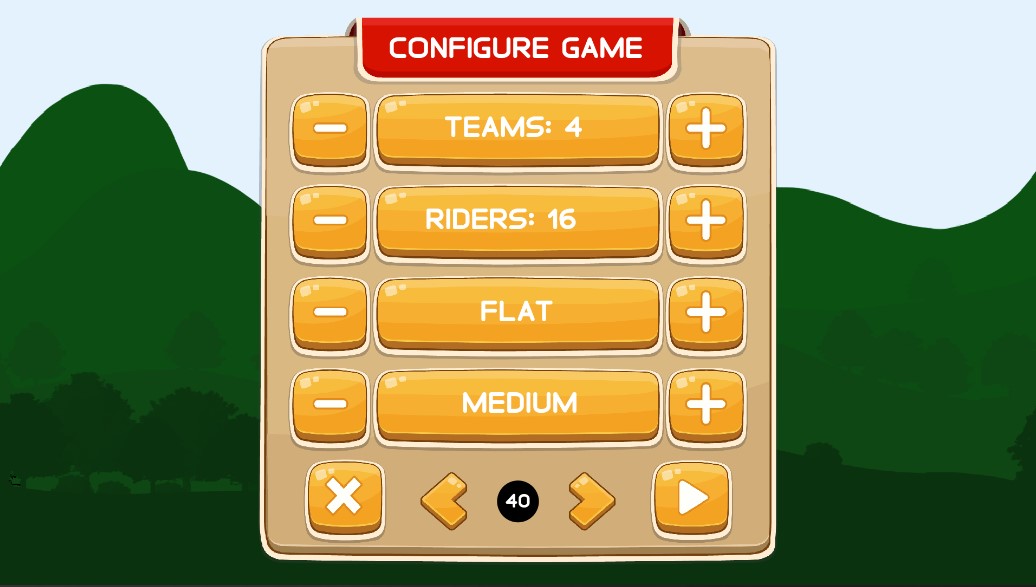 CONFIGURE GAME
TEAMS: 4
RIDERS: 16
FLAT
MEDIUM
40